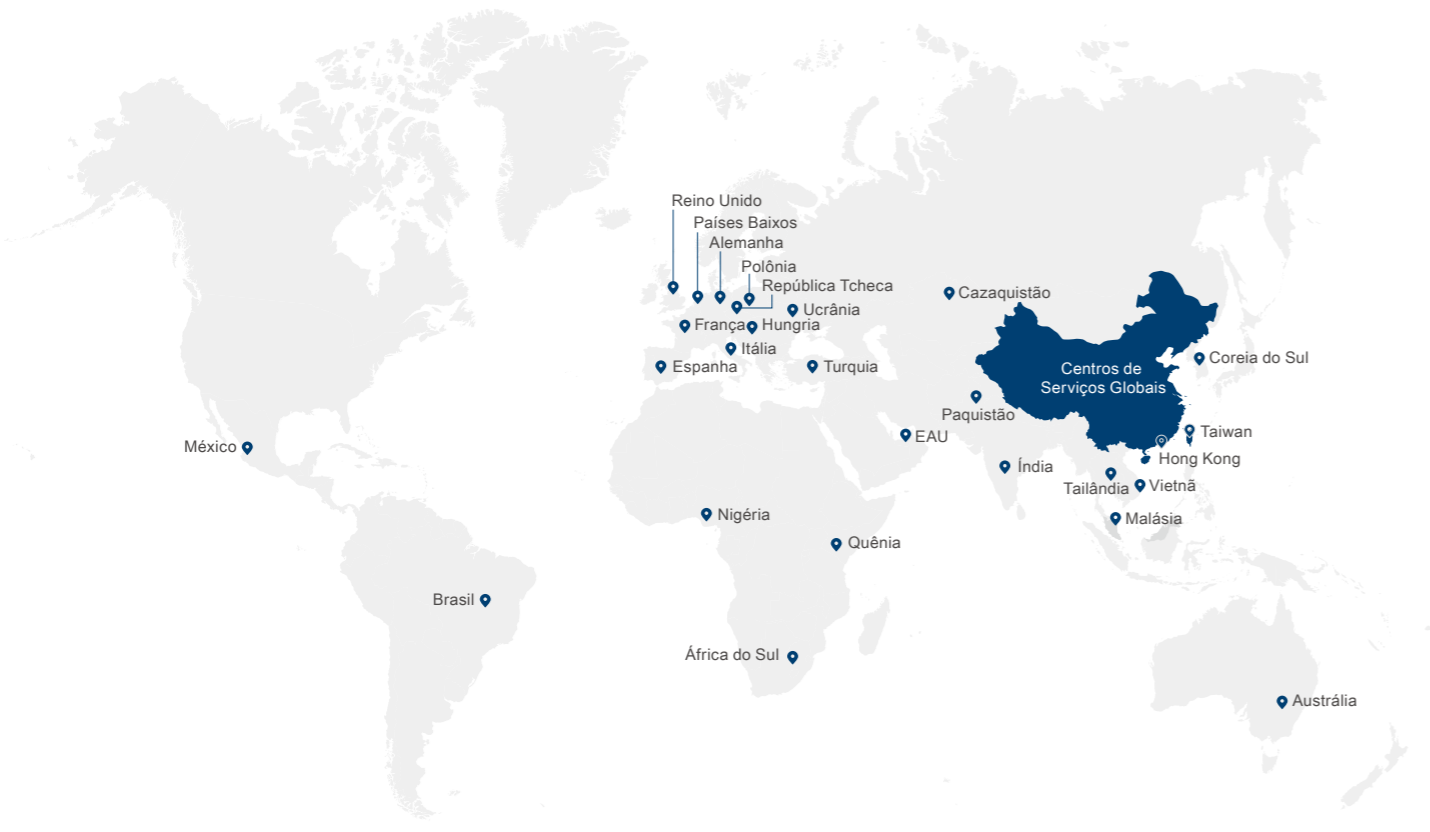 Reino Unido
Países Baixos
Alemanha
Polônia
República Tcheca
Cazaquistão
Ucrânia
França
Hungria
Itália
Coreia do Sul
Espanha
Turquia
Centros de
Serviços Globais
Paquistão
México
EAU
Taiwan
Hong Kong
Índia
Tailândia
Vietnã
Nigéria
Malásia
Quênia
Brasil
África do Sul
Austrália